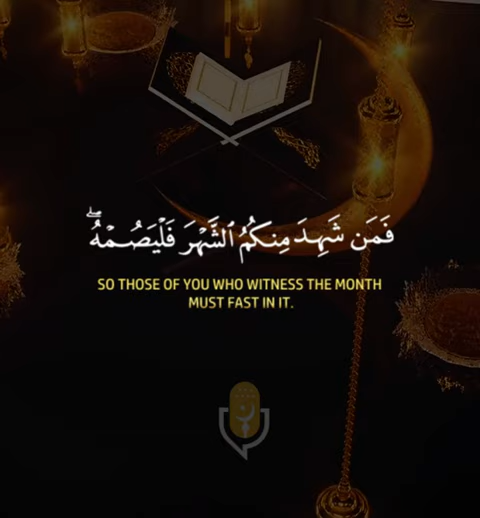 فَمَن شَهِدَ مِنكُمُ ٱلشَّهْرَ فَلْيَصُمْهُ ۖ
SO THOSE OF YOU WHO WITNESS THE MONTH
MUST FAST IN IT.